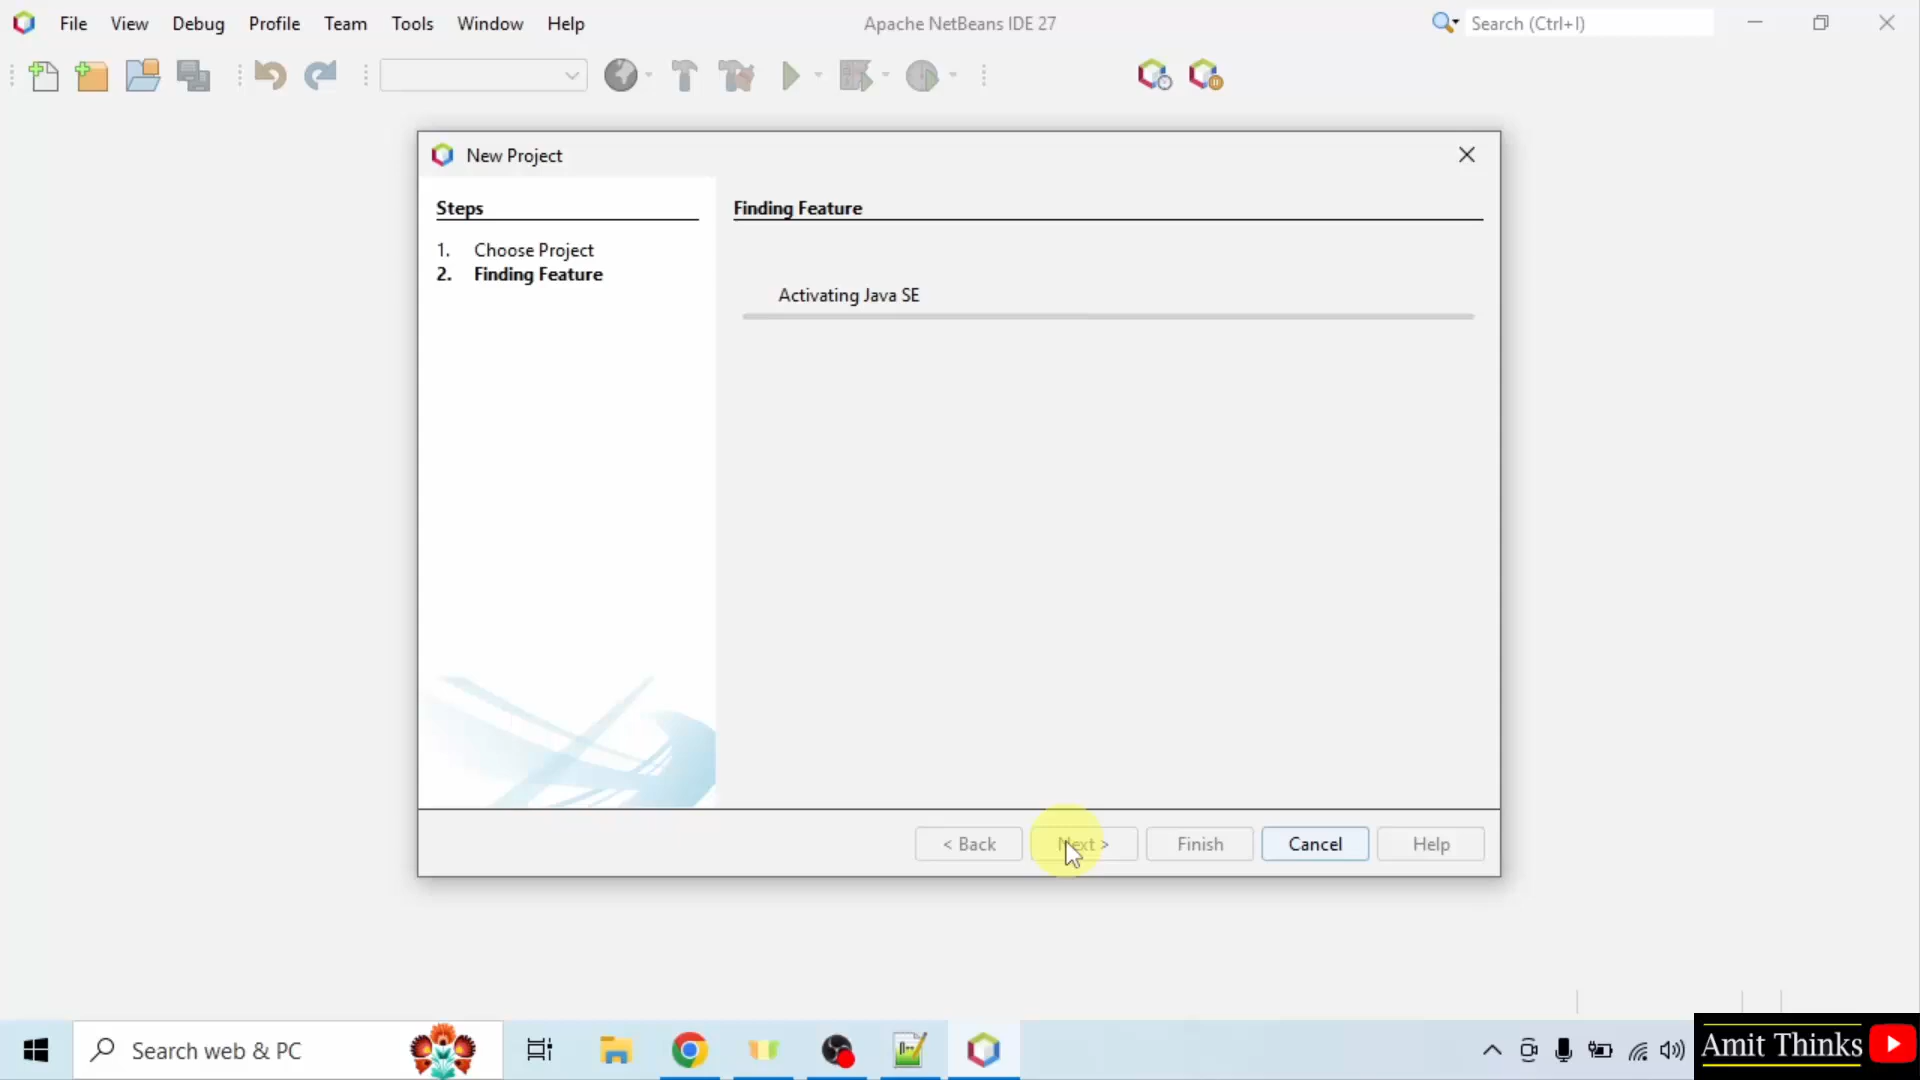 File View Debug Profile Team Tools Window Help
Apache NetBeans IDE 27
Search (Ctrl+I)
New Project
Steps
1. Choose Project
2. Finding Feature
Finding Feature
Activating Java SE
< Back Next > Finish Cancel Help
Search web & PC
Amit Thinks